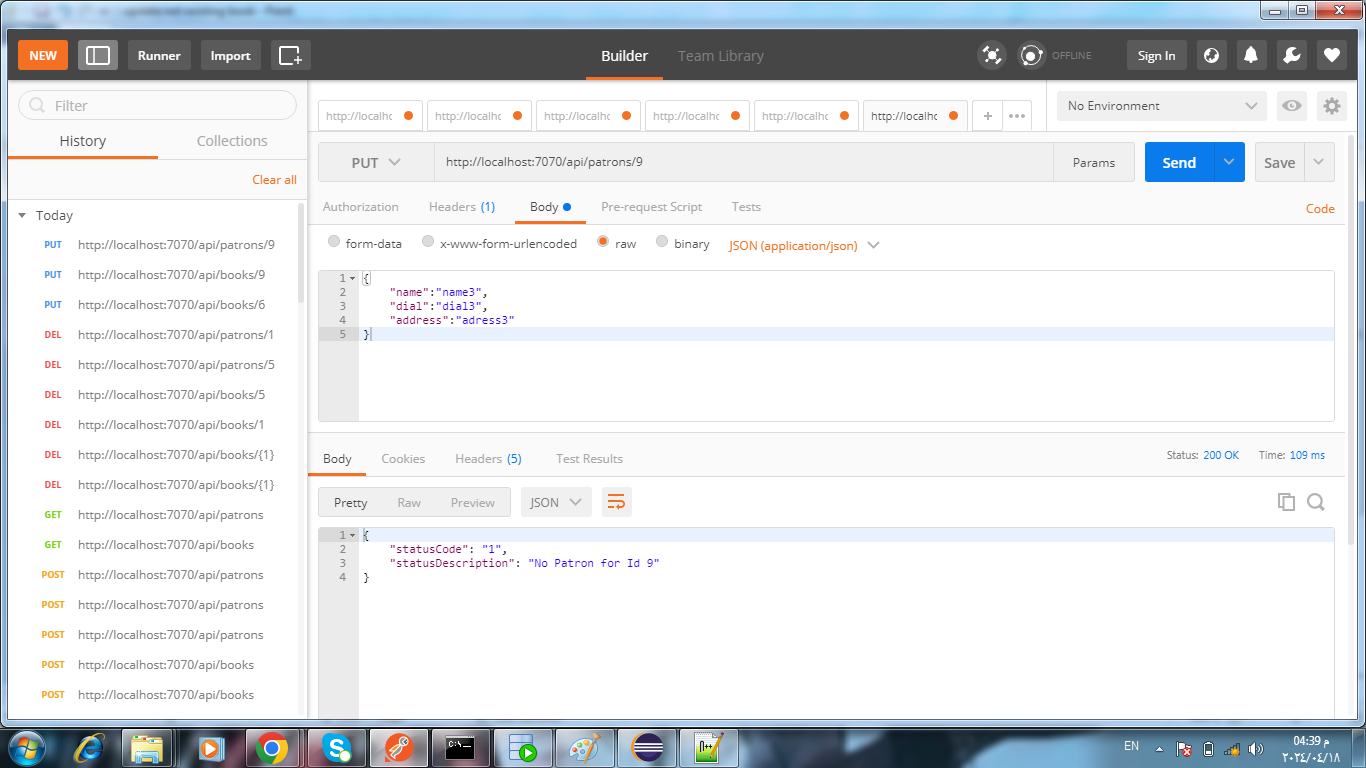 NEW
Runner
Import
Builder
Team Library
OFFLINE
Sign In
Filter
History
Collections
Clear all
Today
PUT http://localhost:7070/api/patrons/9
PUT http://localhost:7070/api/books/9
PUT http://localhost:7070/api/books/6
DEL http://localhost:7070/api/patrons/1
DEL http://localhost:7070/api/patrons/5
DEL http://localhost:7070/api/books/5
DEL http://localhost:7070/api/books/1
DEL http://localhost:7070/api/books/{1}
DEL http://localhost:7070/api/books/{1}
GET http://localhost:7070/api/patrons
GET http://localhost:7070/api/books
POST http://localhost:7070/api/patrons
POST http://localhost:7070/api/patrons
POST http://localhost:7070/api/patrons
POST http://localhost:7070/api/books
POST http://localhost:7070/api/books
http://localhc http://localhc http://localhc http://localhc http://localhc http://localhc + •••
No Environment
PUT http://localhost:7070/api/patrons/9 Params Send Save
Authorization Headers (1) Body Pre-request Script Tests Code
form-data x-www-form-urlencoded raw binary JSON (application/json)
1 {
2 "name":"name3",
3 "dial":"dial3",
4 "address":"adress3"
5 }
Body Cookies Headers (5) Test Results Status: 200 OK Time: 109 ms
Pretty Raw Preview JSON
1 {
2 "statusCode": "1",
3 "statusDescription": "No Patron for Id 9"
4 }
EN
04:39 م
٢٠٢٤/٠٤/١٨